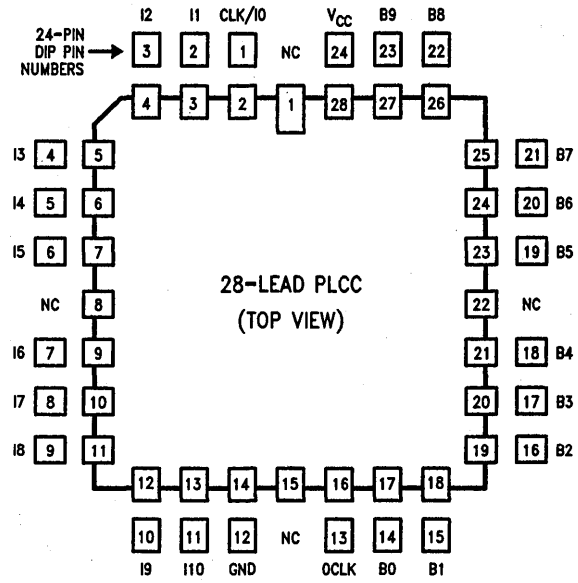 I2 I1 CLK/I0 VCC B9 B8
24-PIN
DIP PIN
NUMBERS
3 2 1 NC 24 23 22
4 3 2 1 28 27 26
I3 4 5 25 21 B7
I4 5 6 24 20 B6
I5 6 7 23 19 B5
NC 8 22 NC
28-LEAD PLCC
(TOP VIEW)
I6 7 9 21 18 B4
I7 8 10 20 17 B3
I8 9 11 19 16 B2
12 13 14 15 16 17 18
10 11 12 NC 13 14 15
I9 I10 GND OCLK B0 B1